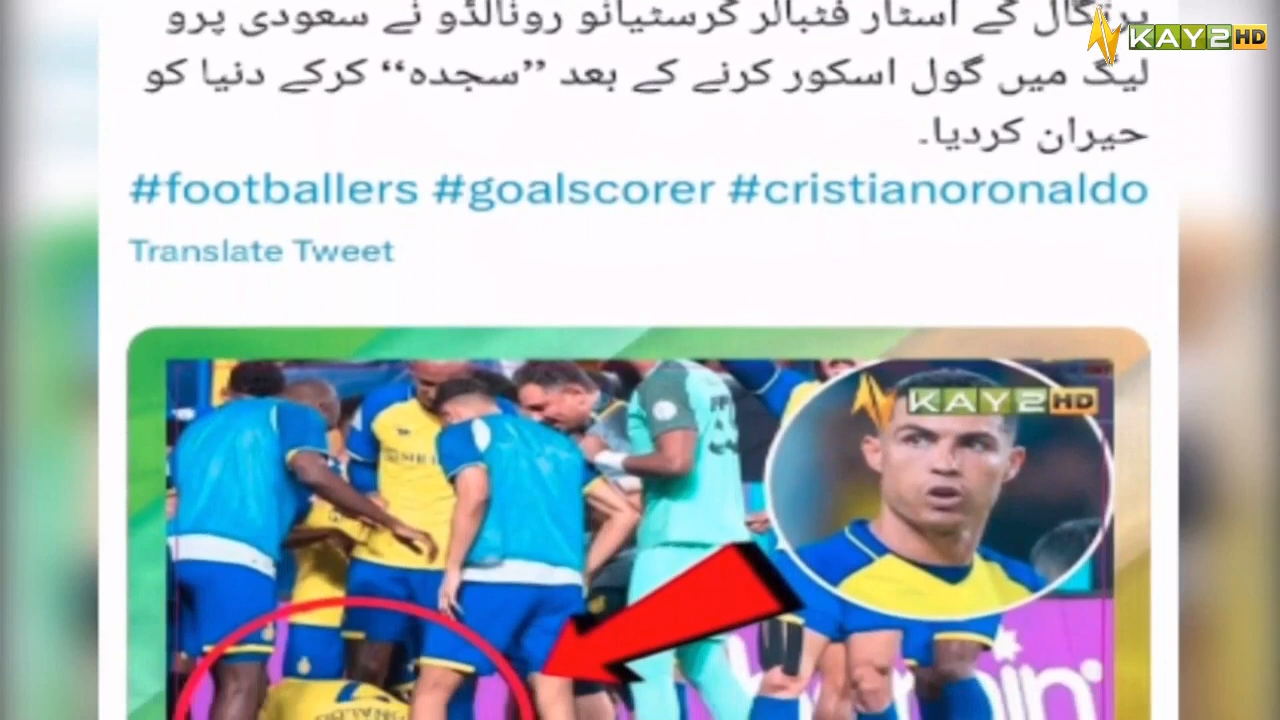 پرتگال کے اسٹار فٹبالر کرسٹیانو رونالڈو نے سعودی پرو
لیگ میں گول اسکور کرنے کے بعد ’’سجدہ‘‘ کرکے دنیا کو
حیران کردیا۔
#footballers #goalscorer #cristianoronaldo
Translate Tweet
KAY2HD
KAY2HD
RONALDO